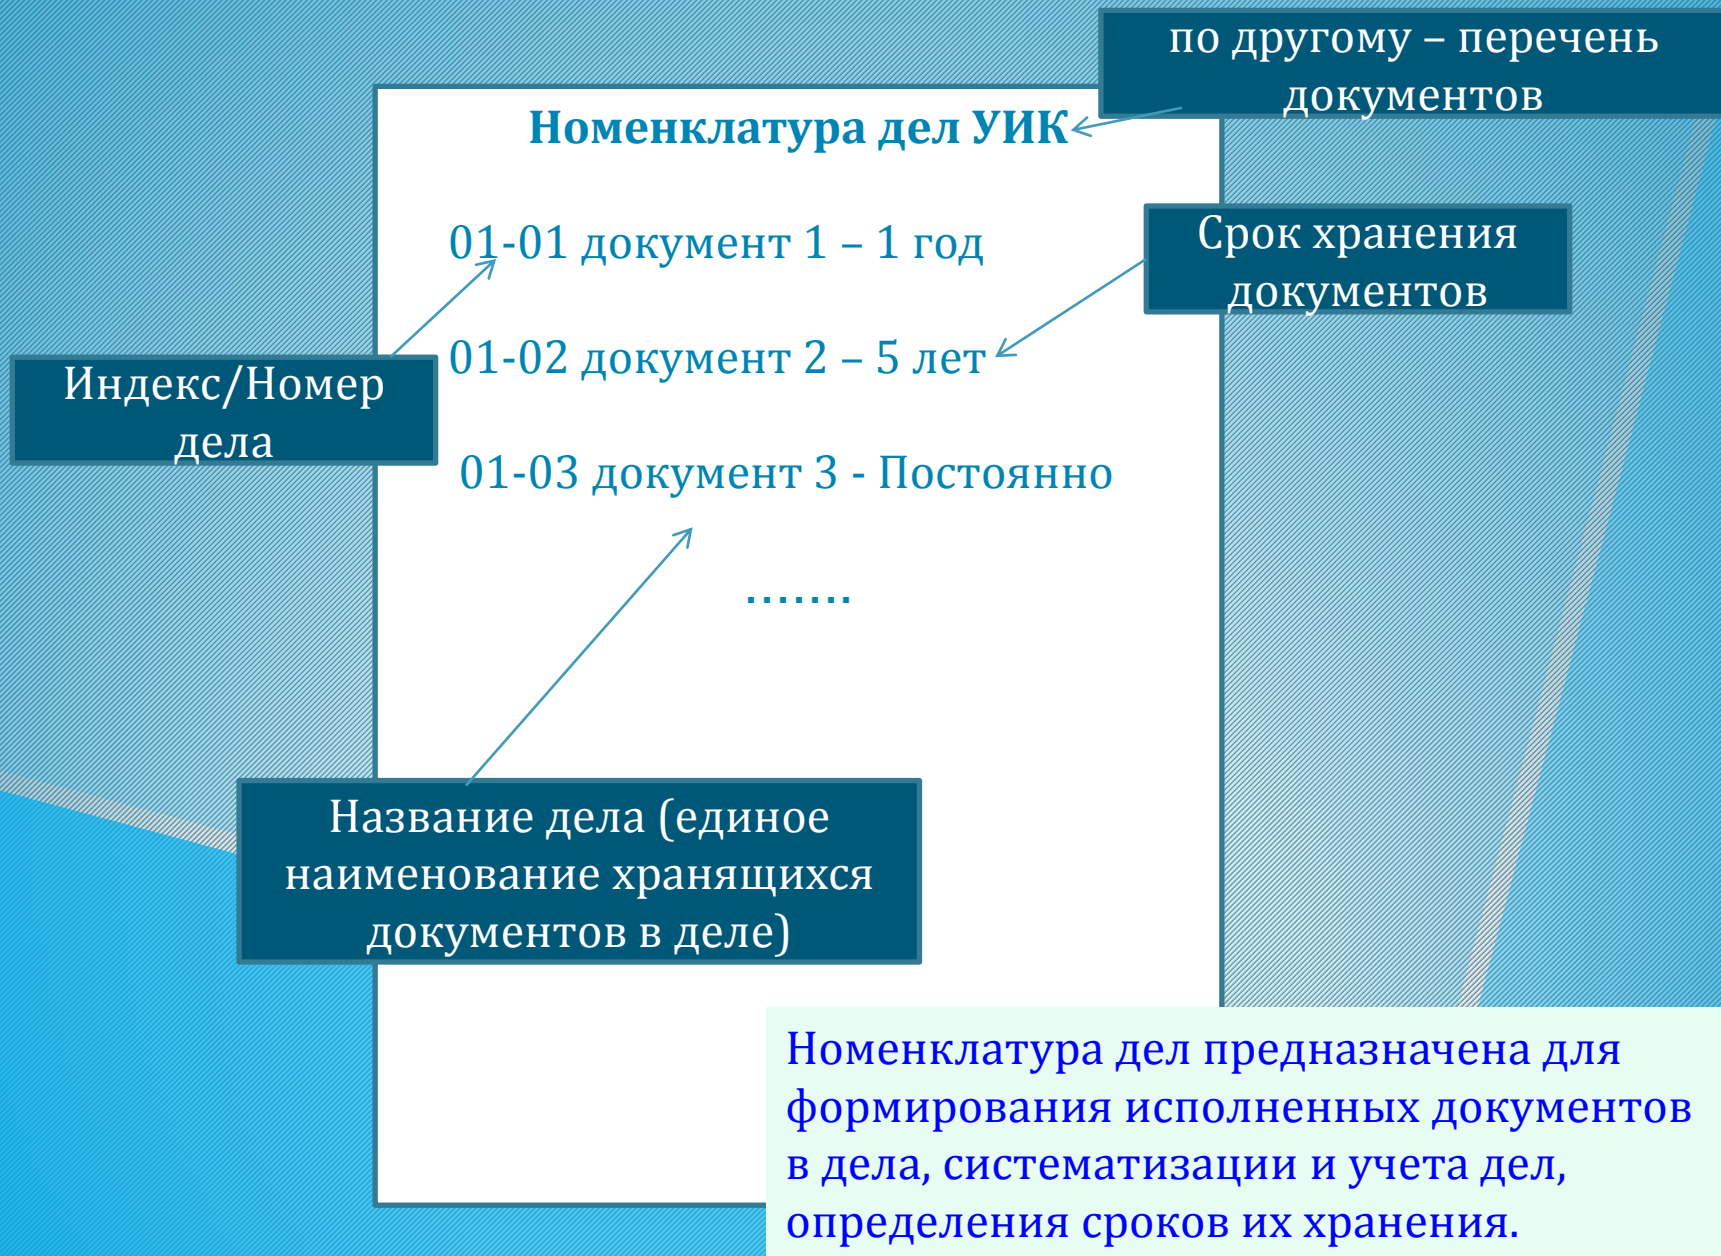 по другому – перечень
документов
Номенклатура дел УИК
01-01 документ 1 – 1 год
Срок хранения
документов
01-02 документ 2 – 5 лет
Индекс/Номер
дела
01-03 документ 3 - Постоянно
.......
Название дела (единое
наименование хранящихся
документов в деле)
Номенклатура дел предназначена для
формирования исполненных документов
в дела, систематизации и учета дел,
определения сроков их хранения.